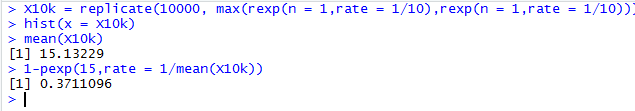 > X10k = replicate(10000, max(rexp(n = 1,rate = 1/10),rexp(n = 1,rate = 1/10)))
> hist(x = X10k)
> mean(X10k)
[1] 15.13229
> 1-pexp(15,rate = 1/mean(X10k))
[1] 0.3711096
>